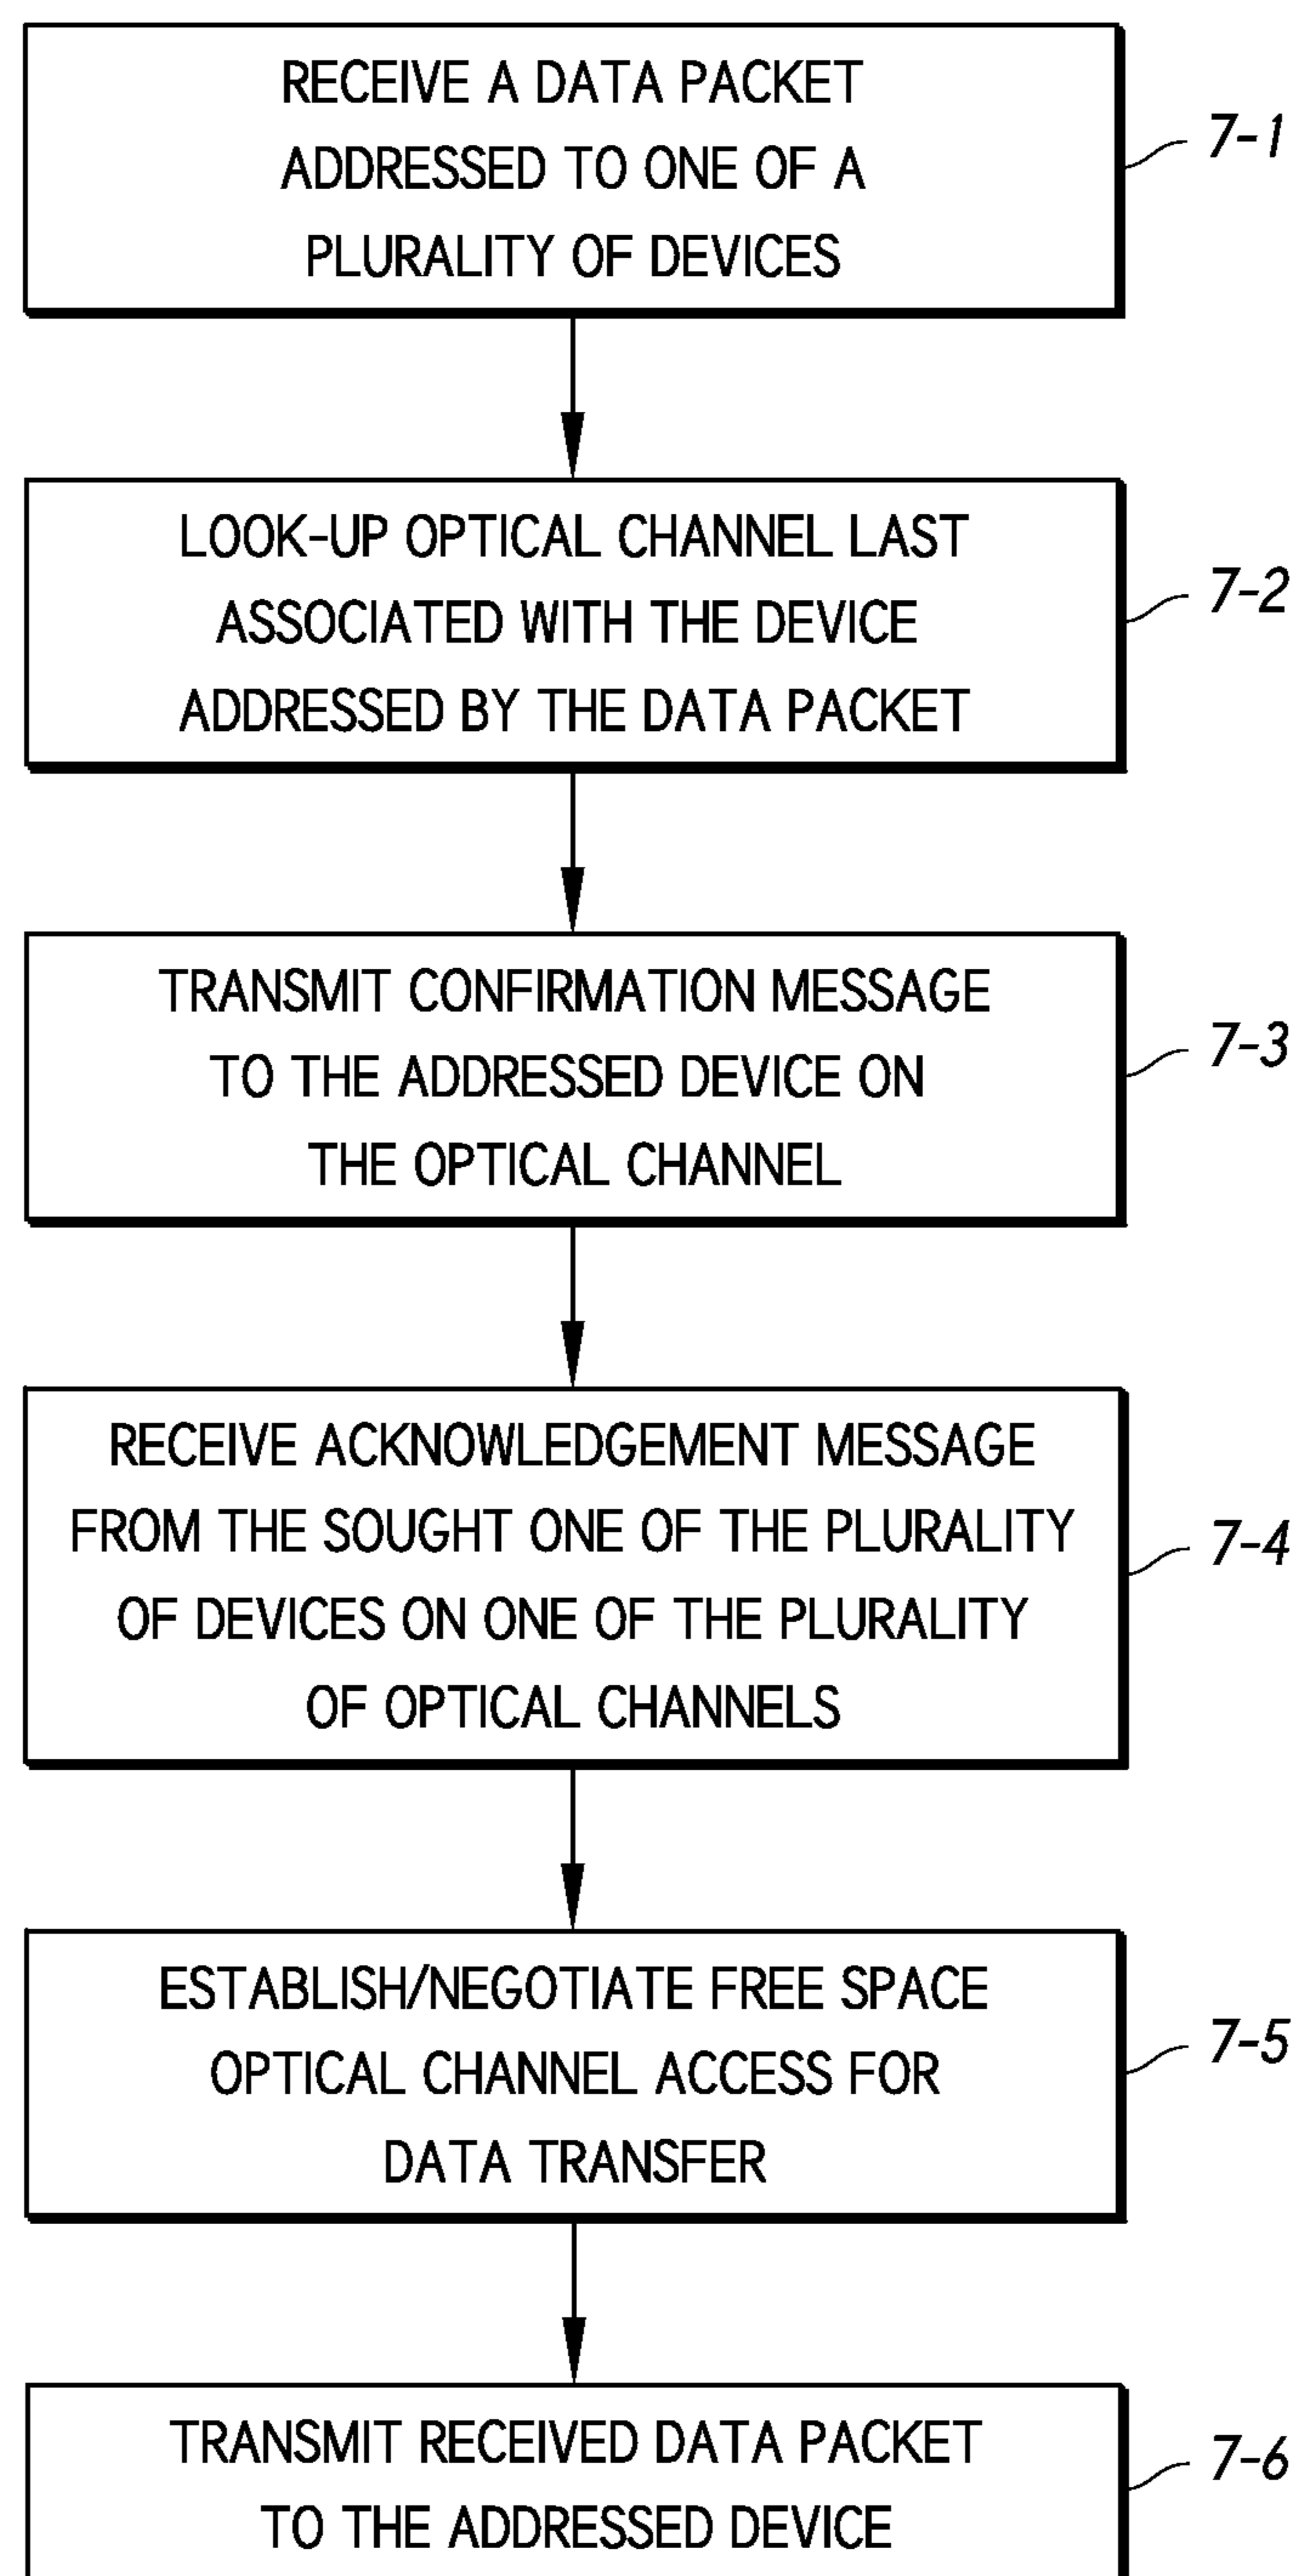 RECEIVE A DATA PACKET
ADDRESSED TO ONE OF A
PLURALITY OF DEVICES
7-1
LOOK-UP OPTICAL CHANNEL LAST
ASSOCIATED WITH THE DEVICE
ADDRESSED BY THE DATA PACKET
7-2
TRANSMIT CONFIRMATION MESSAGE
TO THE ADDRESSED DEVICE ON
THE OPTICAL CHANNEL
7-3
RECEIVE ACKNOWLEDGEMENT MESSAGE
FROM THE SOUGHT ONE OF THE PLURALITY
OF DEVICES ON ONE OF THE PLURALITY
OF OPTICAL CHANNELS
7-4
ESTABLISH/NEGOTIATE FREE SPACE
OPTICAL CHANNEL ACCESS FOR
DATA TRANSFER
7-5
TRANSMIT RECEIVED DATA PACKET
TO THE ADDRESSED DEVICE
7-6